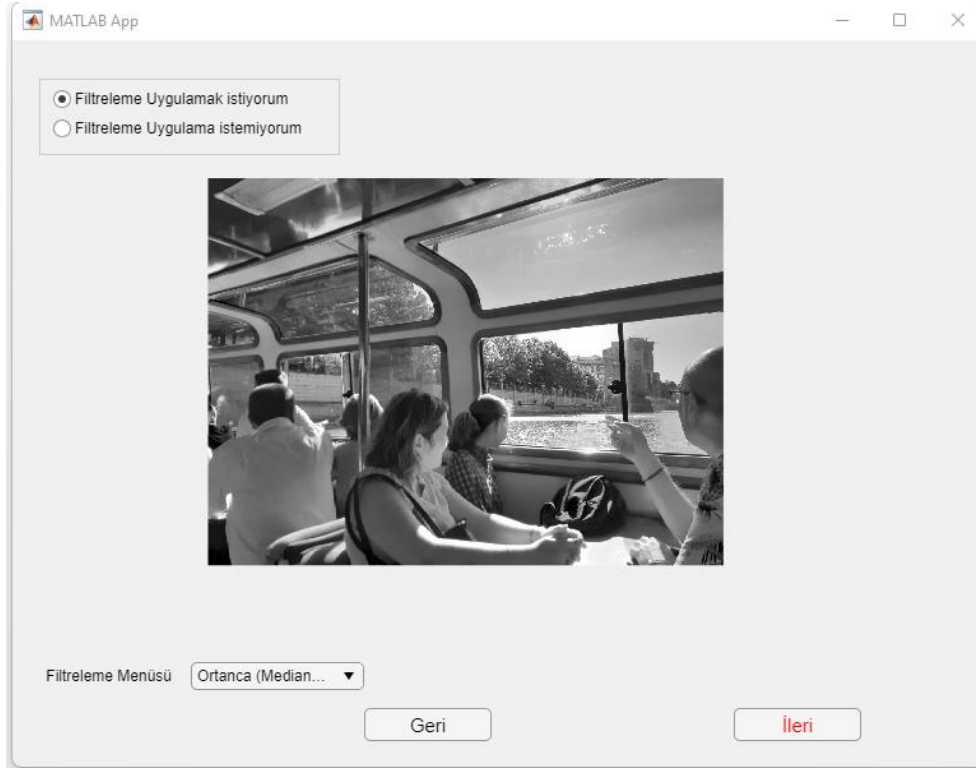 MATLAB App
Filtreleme Uygulamak istiyorum
Filtreleme Uygulama istemiyorum
Filtreleme Menüsü Ortanca (Median...
Geri İleri